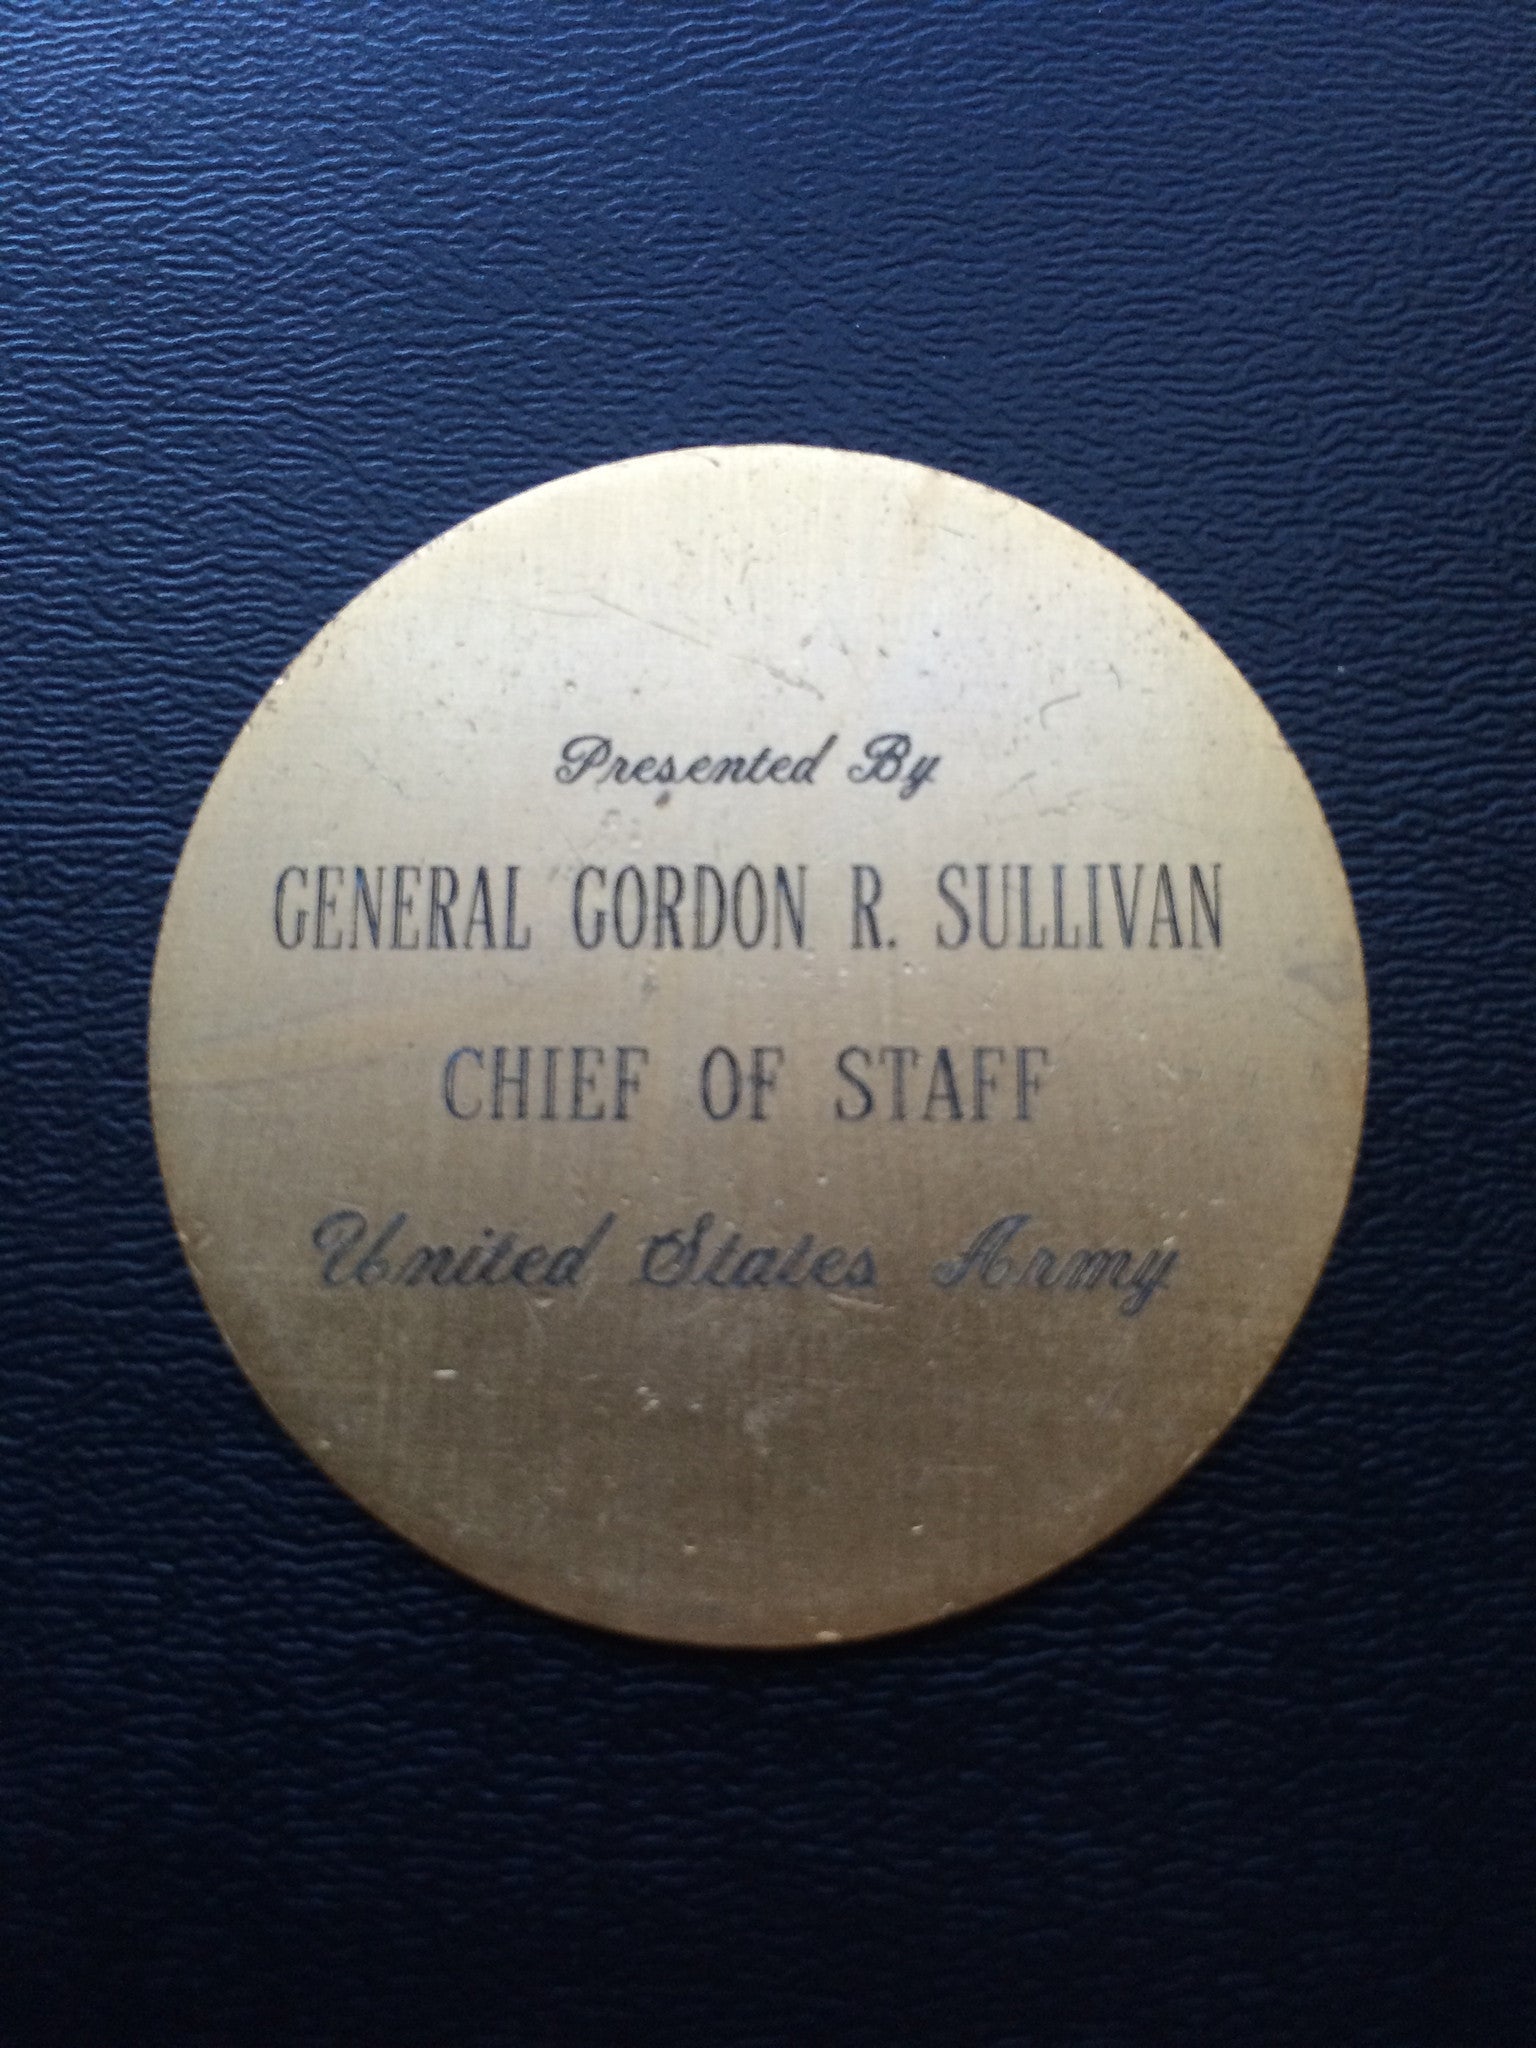 Presented By
GENERAL GORDON R. SULLIVAN
CHIEF OF STAFF
United States Army